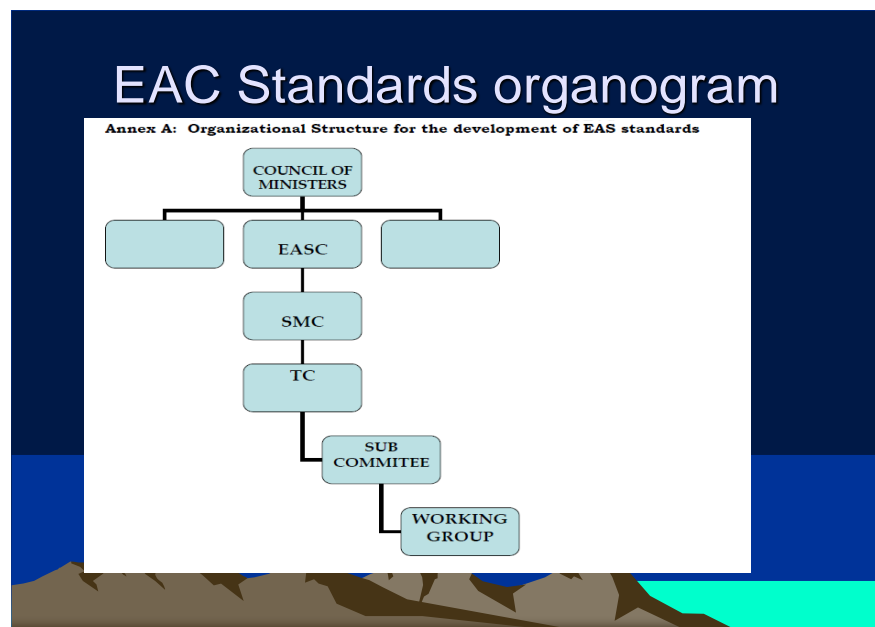 EAC Standards organogram
Annex A: Organizational Structure for the development of EAS standards
COUNCIL OF
MINISTERS
EASC
SMC
TC
SUB
COMMITEE
WORKING
GROUP